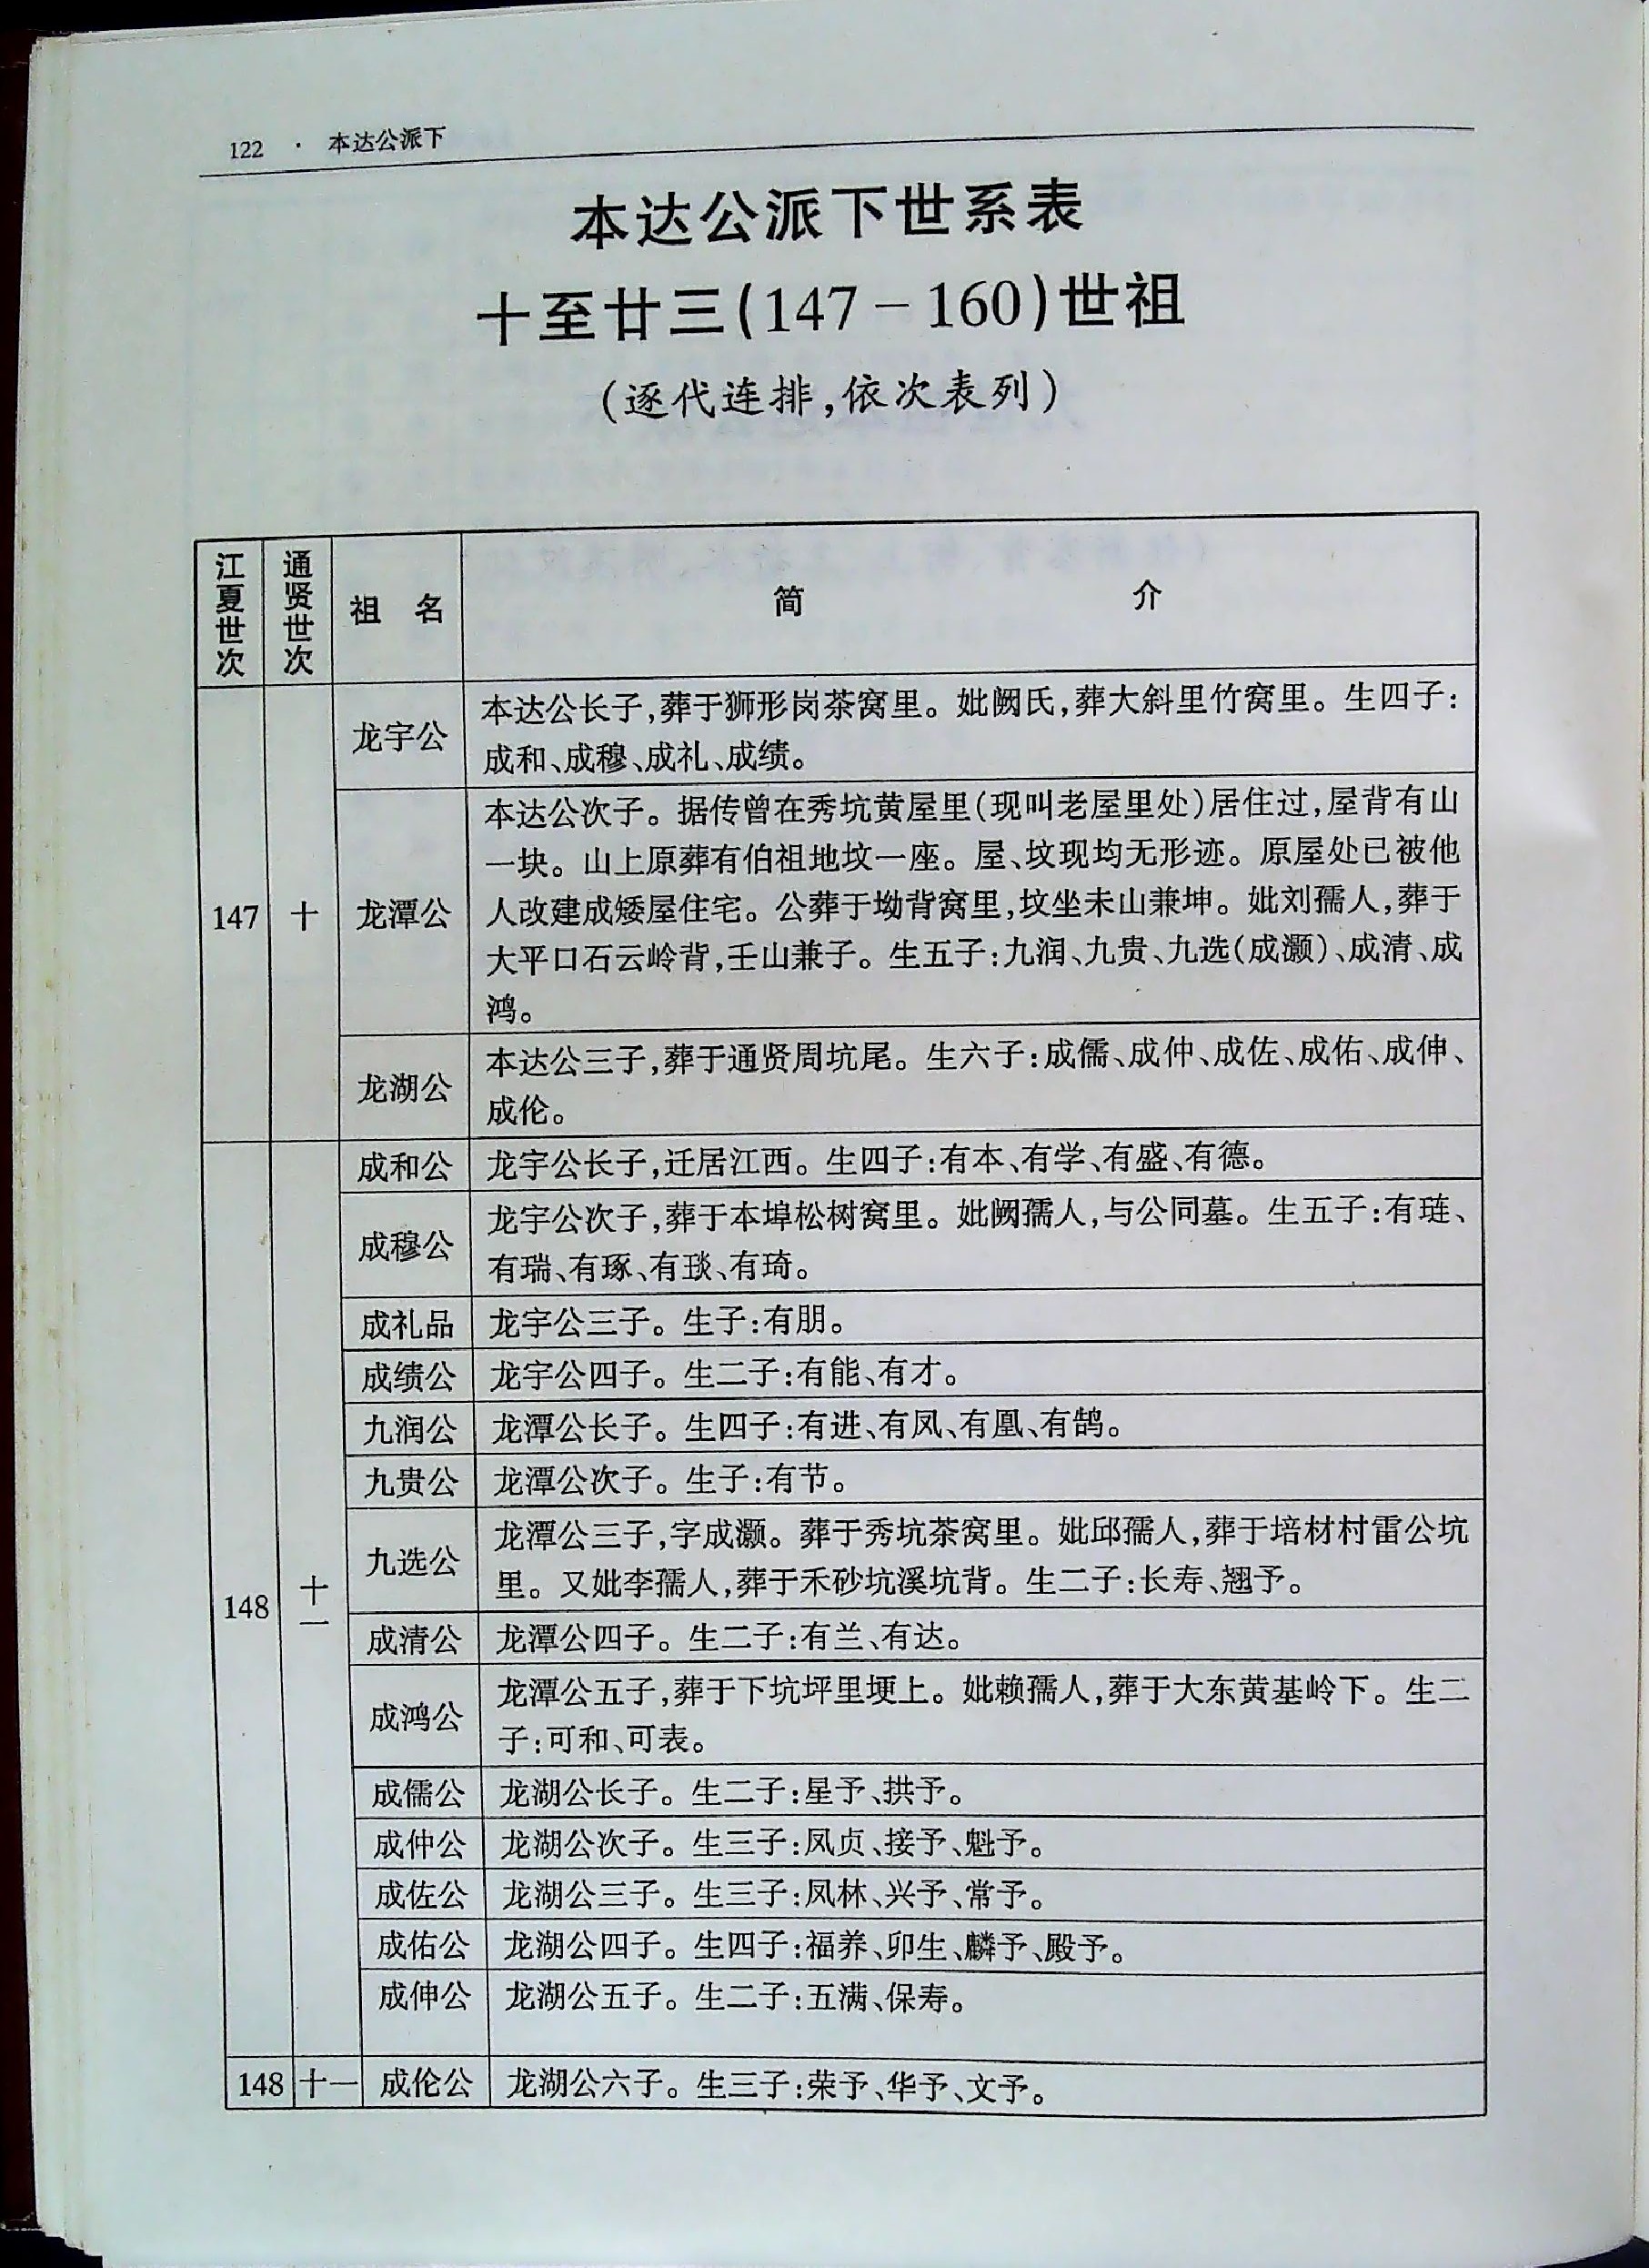 122 · 本达公派下
本达公派下世系表
十至廿三(147－160)世祖
(逐代连排,依次表列)
江夏世次 通贤世次 祖 名 简 介
147 十 龙宇公 本达公长子,葬于狮形岗茶窝里。妣阙氏,葬大斜里竹窝里。生四子:
成和、成穆、成礼、成绩。
龙潭公 本达公次子。据传曾在秀坑黄屋里(现叫老屋里处)居住过,屋背有山
一块。山上原葬有伯祖地坟一座。屋、坟现均无形迹。原屋处已被他
人改建成矮屋住宅。公葬于坳背窝里,坟坐未山兼坤。妣刘孺人,葬于
大平口石云岭背,壬山兼子。生五子:九润、九贵、九选(成灏)、成清、成
鸿。
龙湖公 本达公三子,葬于通贤周坑尾。生六子:成儒、成仲、成佐、成佑、成伸、
成伦。
148 十一 成和公 龙宇公长子,迁居江西。生四子:有本、有学、有盛、有德。
成穆公 龙宇公次子,葬于本埠松树窝里。妣阙孺人,与公同墓。生五子:有琏、
有瑞、有琢、有琰、有琦。
成礼品 龙宇公三子。生子:有朋。
成绩公 龙宇公四子。生二子:有能、有才。
九润公 龙潭公长子。生四子:有进、有凤、有凰、有鹄。
九贵公 龙潭公次子。生子:有节。
九选公 龙潭公三子,字成灏。葬于秀坑茶窝里。妣邱孺人,葬于培材村雷公坑
里。又妣李孺人,葬于禾砂坑溪坑背。生二子:长寿、翘予。
成清公 龙潭公四子。生二子:有兰、有达。
成鸿公 龙潭公五子,葬于下坑坪里埂上。妣赖孺人,葬于大东黄基岭下。生二
子:可和、可表。
成儒公 龙湖公长子。生二子:星予、拱予。
成仲公 龙湖公次子。生三子:凤贞、接予、魁予。
成佐公 龙湖公三子。生三子:凤林、兴予、常予。
成佑公 龙湖公四子。生四子:福养、卯生、麟予、殿予。
成伸公 龙湖公五子。生二子:五满、保寿。
148 十一 成伦公 龙湖公六子。生三子:荣予、华予、文予。